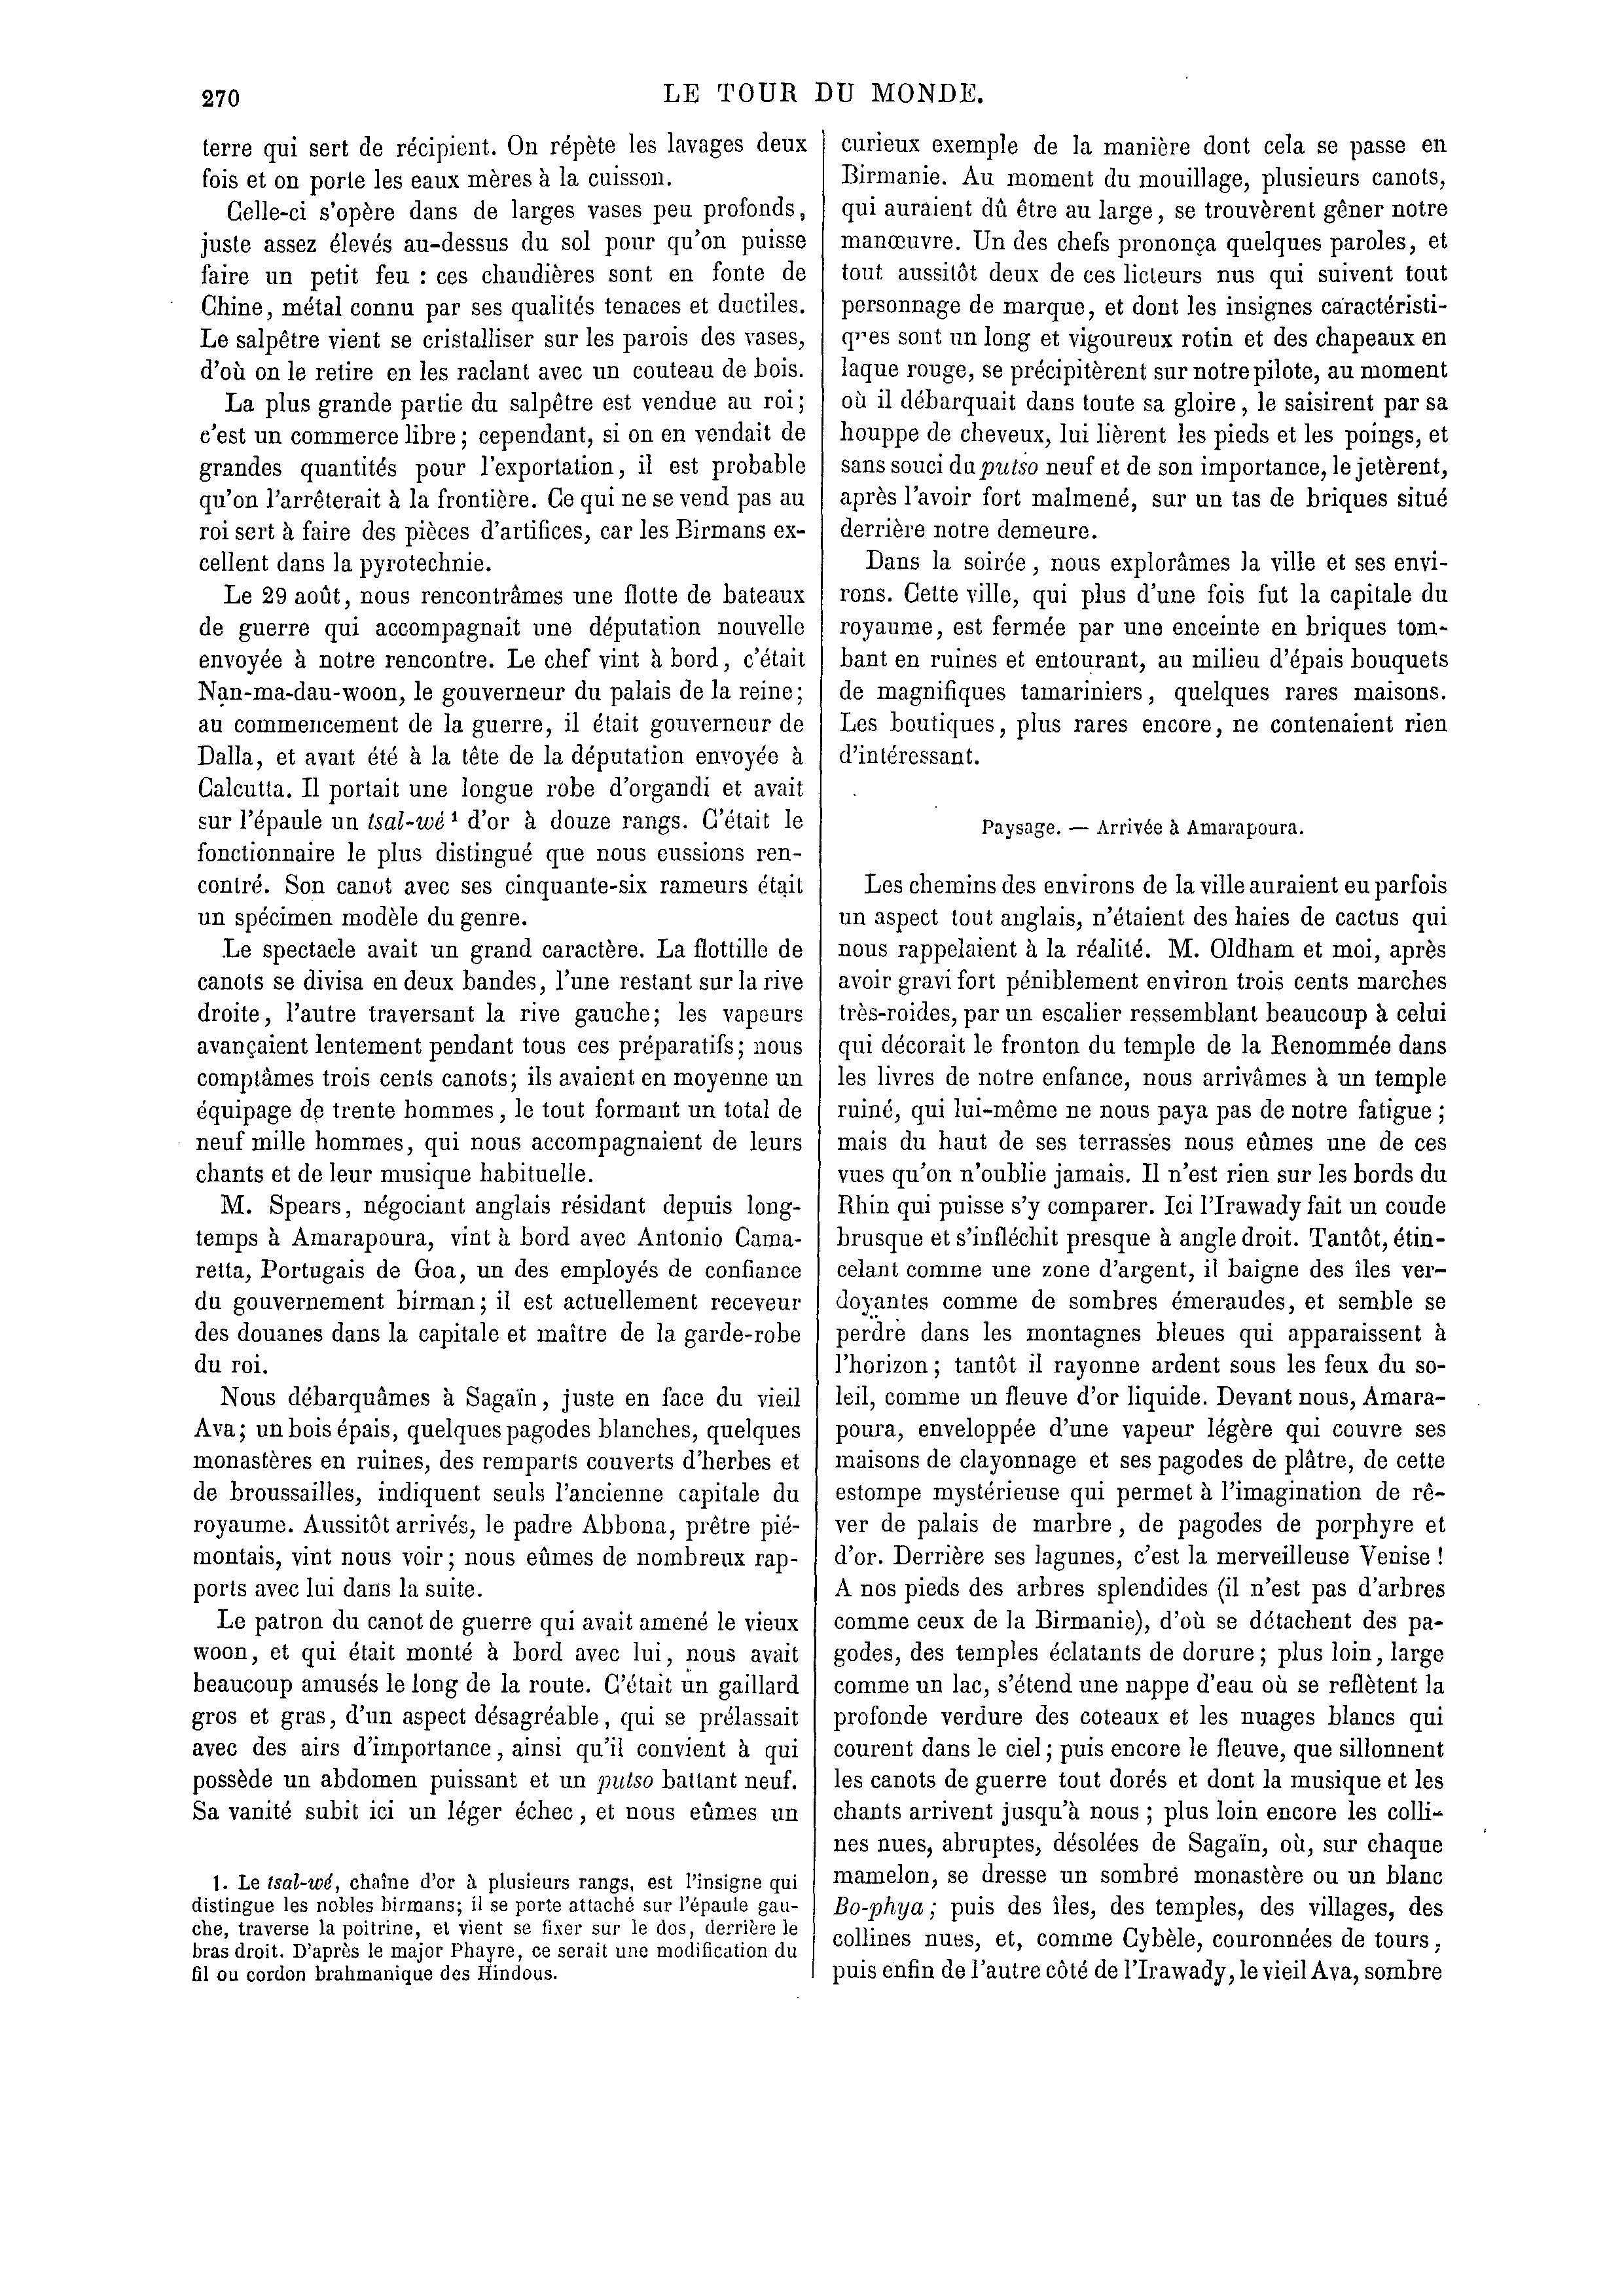 270
LE TOUR DU MONDE.
terre qui sert de récipient. On répète les lavages deux
fois et on porte les eaux mères à la cuisson.
Celle-ci s'opère dans de larges vases peu profonds,
juste assez élevés au-dessus du sol pour qu'on puisse
faire un petit feu : ces chaudières sont en fonte de
Chine, métal connu par ses qualités tenaces et ductiles.
Le salpêtre vient se cristalliser sur les parois des vases,
d'où on le retire en les raclant avec un couteau de bois.
La plus grande partie du salpêtre est vendue au roi;
c'est un commerce libre; cependant, si on en vendait de
grandes quantités pour l'exportation, il est probable
qu'on l'arrêterait à la frontière. Ce qui ne se vend pas au
roi sert à faire des pièces d'artifices, car les Birmans ex-
cellent dans la pyrotechnie.
Le 29 août, nous rencontrâmes une flotte de bateaux
de guerre qui accompagnait une députation nouvelle
envoyée à notre rencontre. Le chef vint à bord, c'était
Nan-ma-dau-woon, le gouverneur du palais de la reine;
au commencement de la guerre, il était gouverneur de
Dalla, et avait été à la tête de la députation envoyée à
Calcutta. Il portait une longue robe d'organdi et avait
sur l'épaule un tsal-wé¹ d'or à douze rangs. C'était le
fonctionnaire le plus distingué que nous eussions ren-
contré. Son canot avec ses cinquante-six rameurs était
un spécimen modèle du genre.
Le spectacle avait un grand caractère. La flottille de
canots se divisa en deux bandes, l'une restant sur la rive
droite, l'autre traversant la rive gauche; les vapeurs
avançaient lentement pendant tous ces préparatifs; nous
comptâmes trois cents canots; ils avaient en moyenne un
équipage de trente hommes, le tout formant un total de
neuf mille hommes, qui nous accompagnaient de leurs
chants et de leur musique habituelle.
M. Spears, négociant anglais résidant depuis long-
temps à Amarapoura, vint à bord avec Antonio Cama-
retta, Portugais de Goa, un des employés de confiance
du gouvernement birman; il est actuellement receveur
des douanes dans la capitale et maître de la garde-robe
du roi.
Nous débarquâmes à Sagaïn, juste en face du vieil
Ava; un bois épais, quelques pagodes blanches, quelques
monastères en ruines, des remparts couverts d'herbes et
de broussailles, indiquent seuls l'ancienne capitale du
royaume. Aussitôt arrivés, le padre Abbona, prêtre pié-
montais, vint nous voir; nous eûmes de nombreux rap-
ports avec lui dans la suite.
Le patron du canot de guerre qui avait amené le vieux
woon, et qui était monté à bord avec lui, nous avait
beaucoup amusés le long de la route. C'était un gaillard
gros et gras, d'un aspect désagréable, qui se prélassait
avec des airs d'importance, ainsi qu'il convient à qui
possède un abdomen puissant et un putso battant neuf.
Sa vanité subit ici un léger échec, et nous eûmes un
1. Le tsal-wé, chaîne d'or à plusieurs rangs, est l'insigne qui
distingue les nobles birmans; il se porte attaché sur l'épaule gau-
che, traverse la poitrine, et vient se fixer sur le dos, derrière le
bras droit. D'après le major Phayre, ce serait une modification du
fil ou cordon brahmanique des Hindous.
curieux exemple de la manière dont cela se passe en
Birmanie. Au moment du mouillage, plusieurs canots,
qui auraient dû être au large, se trouvèrent gêner notre
manœuvre. Un des chefs prononça quelques paroles, et
tout aussitôt deux de ces licteurs nus qui suivent tout
personnage de marque, et dont les insignes caractéristi-
ques sont un long et vigoureux rotin et des chapeaux en
laque rouge, se précipitèrent sur notre pilote, au moment
où il débarquait dans toute sa gloire, le saisirent par sa
houppe de cheveux, lui lièrent les pieds et les poings, et
sans souci du putso neuf et de son importance, le jetèrent,
après l'avoir fort malmené, sur un tas de briques situé
derrière notre demeure.
Dans la soirée, nous explorâmes la ville et ses envi-
rons. Cette ville, qui plus d'une fois fut la capitale du
royaume, est fermée par une enceinte en briques tom-
bant en ruines et entourant, au milieu d'épais bouquets
de magnifiques tamariniers, quelques rares maisons.
Les boutiques, plus rares encore, ne contenaient rien
d'intéressant.
Paysage. — Arrivée à Amarapoura.
Les chemins des environs de la ville auraient eu parfois
un aspect tout anglais, n'étaient des haies de cactus qui
nous rappelaient à la réalité. M. Oldham et moi, après
avoir gravi fort péniblement environ trois cents marches
très-roides, par un escalier ressemblant beaucoup à celui
qui décorait le fronton du temple de la Renommée dans
les livres de notre enfance, nous arrivâmes à un temple
ruiné, qui lui-même ne nous paya pas de notre fatigue;
mais du haut de ses terrasses nous eûmes une de ces
vues qu'on n'oublie jamais. Il n'est rien sur les bords du
Rhin qui puisse s'y comparer. Ici l'Irawady fait un coude
brusque et s'infléchit presque à angle droit. Tantôt, étin-
celant comme une zone d'argent, il baigne des îles ver-
doyantes comme de sombres émeraudes, et semble se
perdre dans les montagnes bleues qui apparaissent à
l'horizon; tantôt il rayonne ardent sous les feux du so-
leil, comme un fleuve d'or liquide. Devant nous, Amara-
poura, enveloppée d'une vapeur légère qui couvre ses
maisons de clayonnage et ses pagodes de plâtre, de cette
estompe mystérieuse qui permet à l'imagination de rê-
ver de palais de marbre, de pagodes de porphyre et
d'or. Derrière ses lagunes, c'est la merveilleuse Venise !
A nos pieds des arbres splendides (il n'est pas d'arbres
comme ceux de la Birmanie), d'où se détachent des pa-
godes, des temples éclatants de dorure; plus loin, large
comme un lac, s'étend une nappe d'eau où se reflètent la
profonde verdure des coteaux et les nuages blancs qui
courent dans le ciel; puis encore le fleuve, que sillonnent
les canots de guerre tout dorés et dont la musique et les
chants arrivent jusqu'à nous; plus loin encore les colli-
nes nues, abruptes, désolées de Sagaïn, où, sur chaque
mamelon, se dresse un sombre monastère ou un blanc
Bo-phya; puis des îles, des temples, des villages, des
collines nues, et, comme Cybèle, couronnées de tours;
puis enfin de l'autre côté de l'Irawady, le vieil Ava, sombre